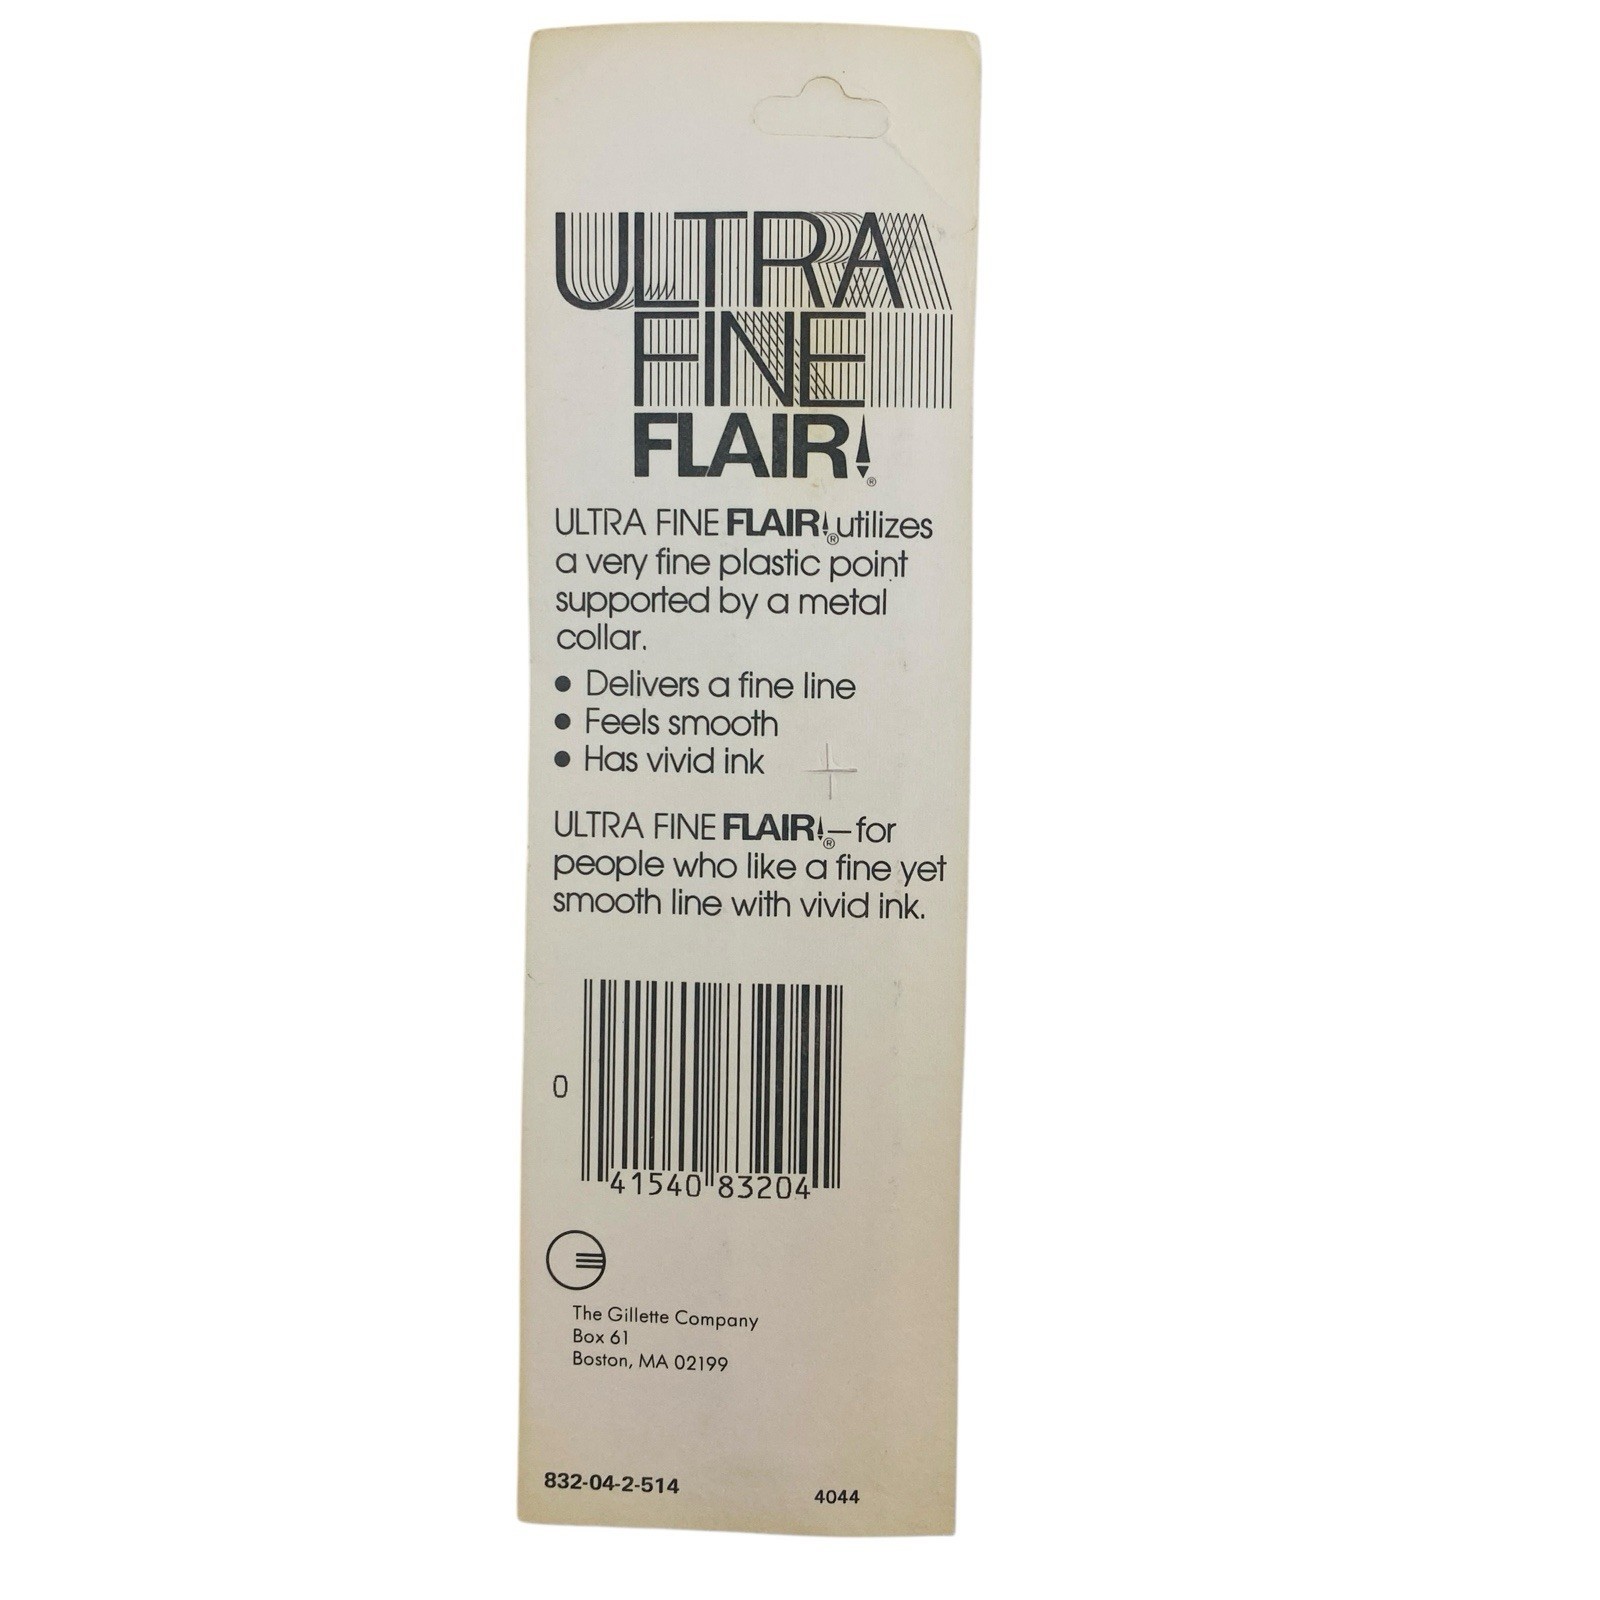 ULTRA
FINE
FLAIR!®
ULTRA FINE FLAIR!® utilizes
a very fine plastic point
supported by a metal
collar.
• Delivers a fine line
• Feels smooth
• Has vivid ink
ULTRA FINE FLAIR!®—for
people who like a fine yet
smooth line with vivid ink.
0
41540 83204
The Gillette Company
Box 61
Boston, MA 02199
832-04-2-514
4044